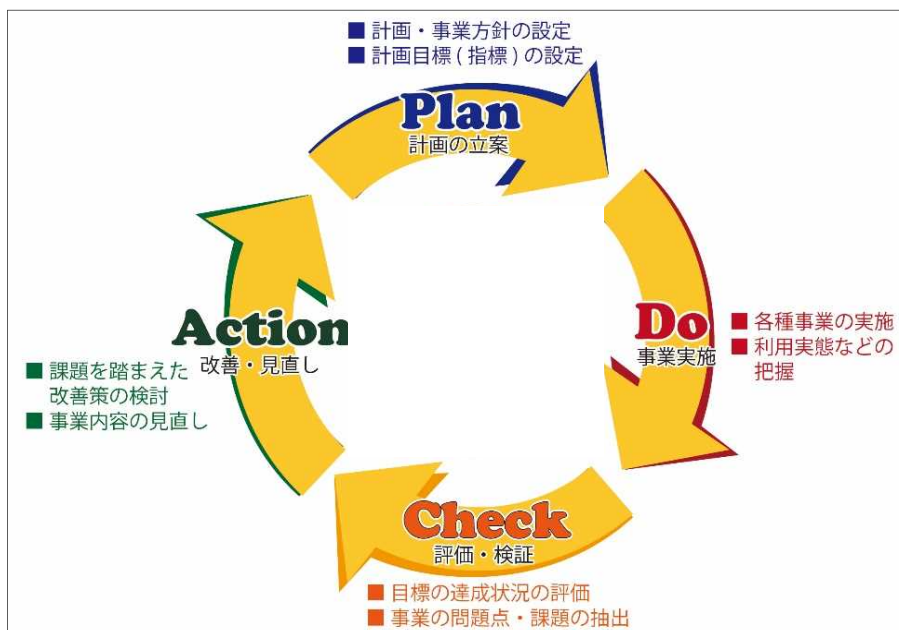 ■ 計画・事業方針の設定
■ 計画目標(指標)の設定
Plan
計画の立案
Do
事業実施
■ 各種事業の実施
■ 利用実態などの
把握
Check
評価・検証
■ 目標の達成状況の評価
■ 事業の問題点・課題の抽出
Action
改善・見直し
■ 課題を踏まえた
改善策の検討
■ 事業内容の見直し